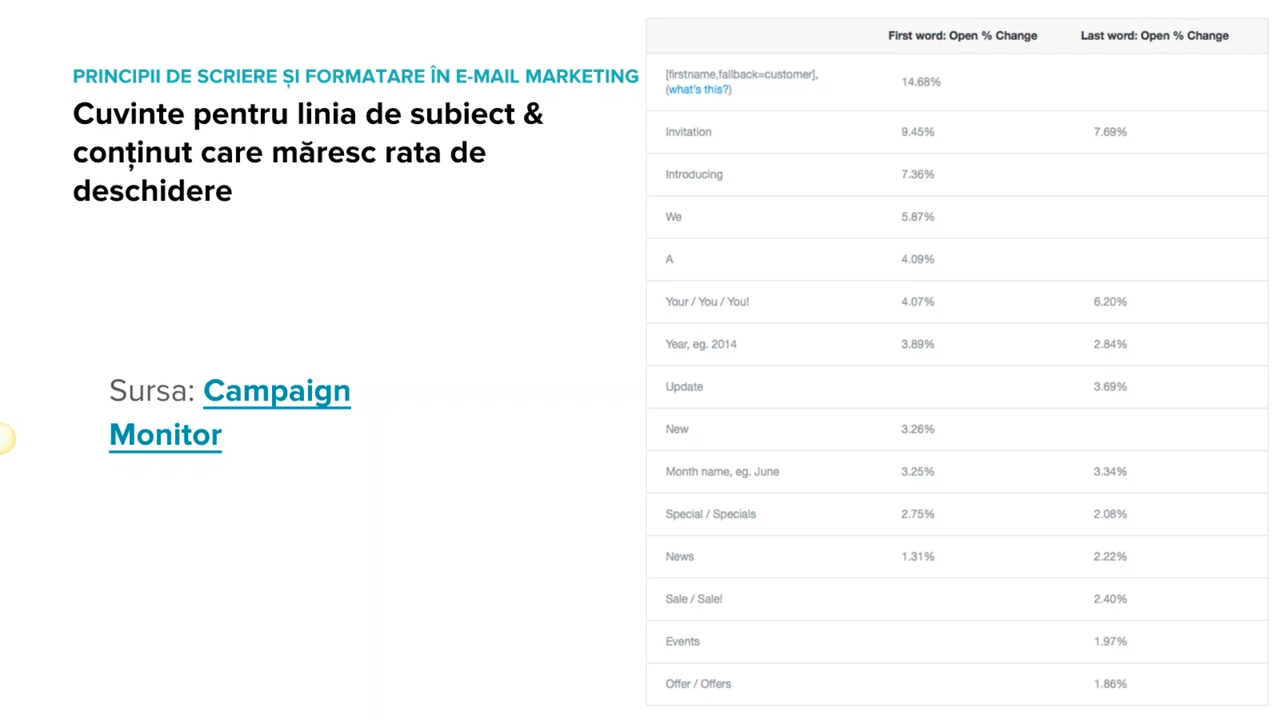 PRINCIPII DE SCRIERE ȘI FORMATARE ÎN E-MAIL MARKETING
Cuvinte pentru linia de subiect &
conținut care măresc rata de
deschidere
Sursa: Campaign
Monitor
First word: Open % Change Last word: Open % Change
[firstname,fallback=customer],
(what's this?) 14.68%
Invitation 9.45% 7.69%
Introducing 7.36%
We 5.87%
A 4.09%
Your / You / You! 4.07% 6.20%
Year, eg. 2014 3.89% 2.84%
Update 3.69%
New 3.26%
Month name, eg. June 3.25% 3.34%
Special / Specials 2.75% 2.08%
News 1.31% 2.22%
Sale / Sale! 2.40%
Events 1.97%
Offer / Offers 1.86%